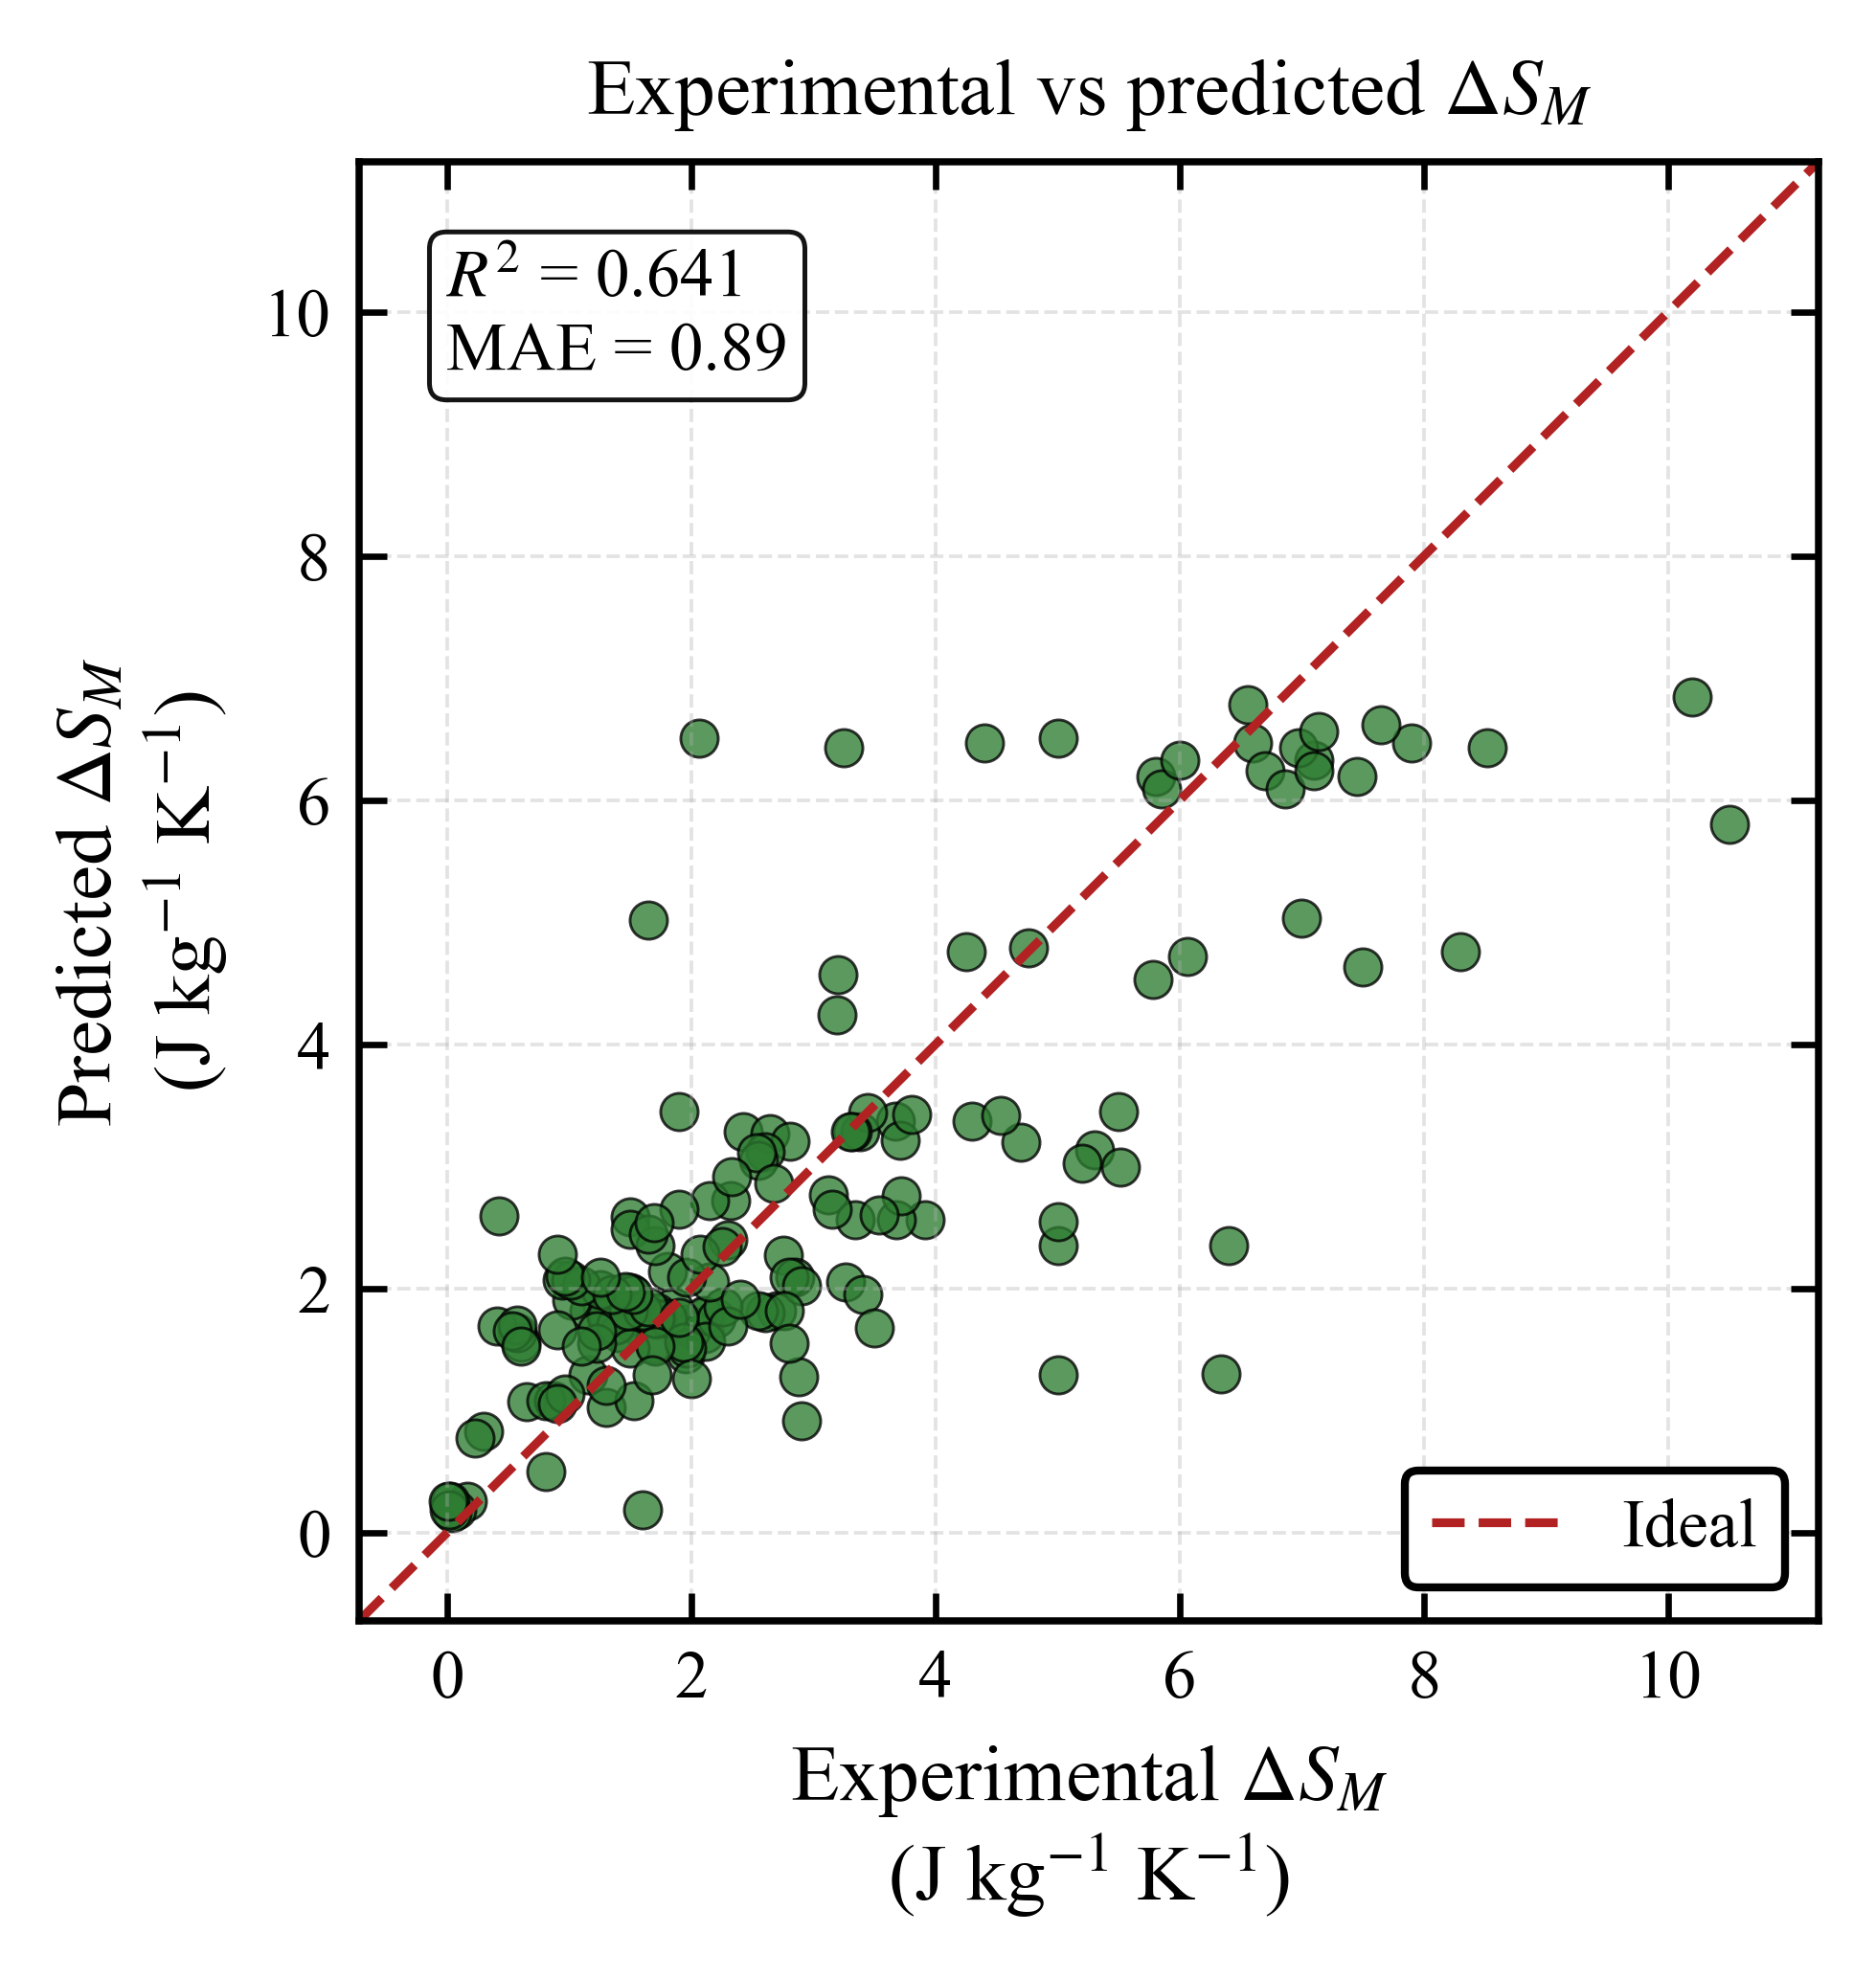 Experimental vs predicted ΔS_M
R² = 0.641
MAE = 0.89
10
8
6
4
2
0
Predicted ΔS_M
(J kg⁻¹ K⁻¹)
Ideal
0 2 4 6 8 10
Experimental ΔS_M
(J kg⁻¹ K⁻¹)